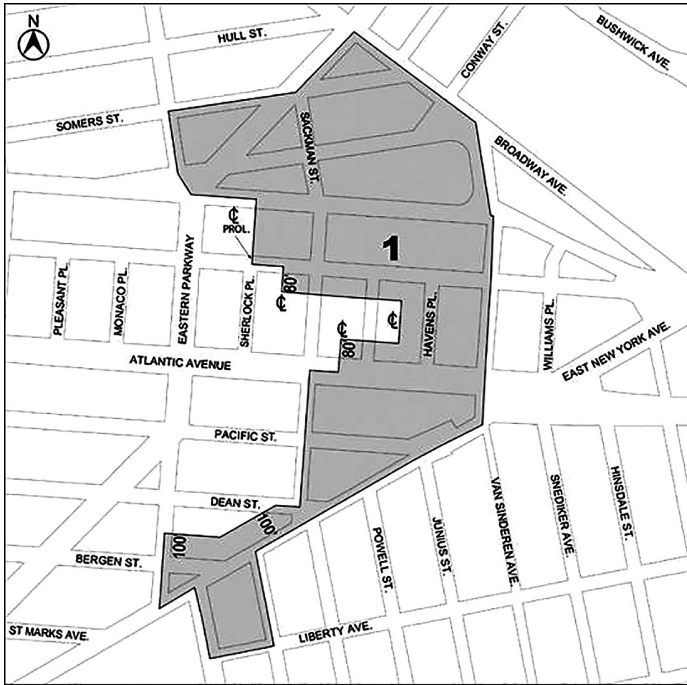 N
HULL ST.
CONWAY ST.
BUSHWICK AVE.
SOMERS ST.
SACKMAN ST.
BROADWAY AVE.
℄
PROL.
1
PLEASANT PL.
MONACO PL.
EASTERN PARKWAY
SHERLOCK PL.
80'
℄
℄
℄
80'
HAVENS PL.
WILLIAMS PL.
EAST NEW YORK AVE.
ATLANTIC AVENUE
PACIFIC ST.
DEAN ST.
100'
100'
BERGEN ST.
POWELL ST.
JUNIUS ST.
VAN SINDEREN AVE.
SNEDIKER AVE.
HINSDALE ST.
ST MARKS AVE.
LIBERTY AVE.